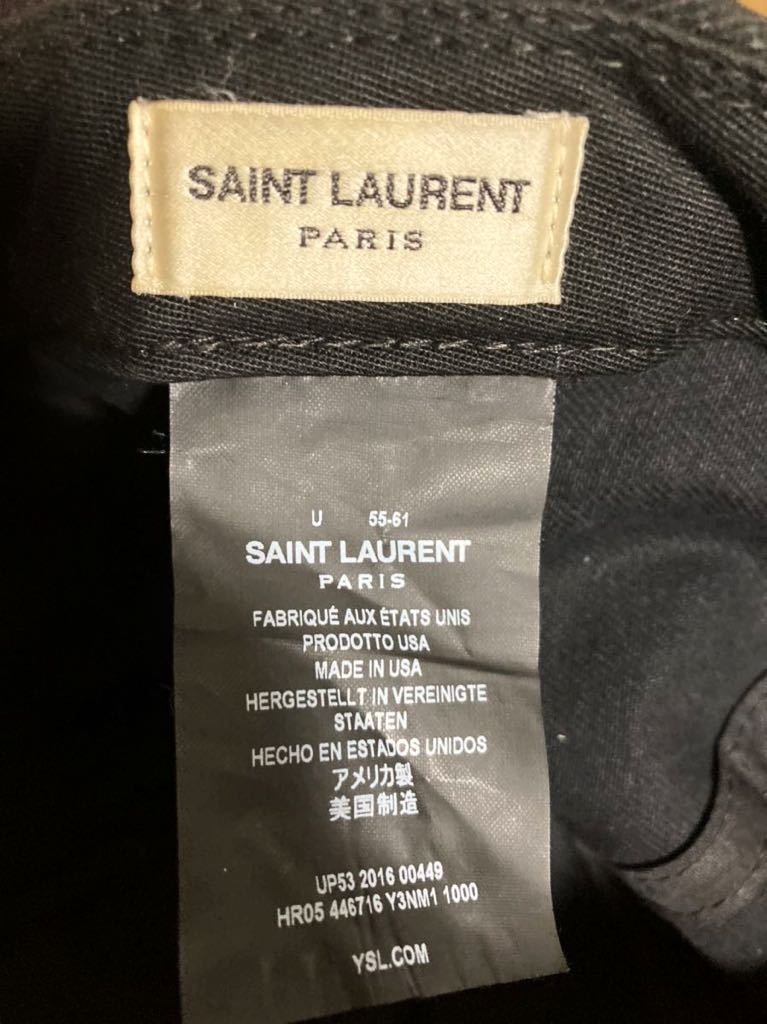 SAINT LAURENT
PARIS
U 55-61
SAINT LAURENT
PARIS
FABRIQUÉ AUX ÉTATS UNIS
PRODOTTO USA
MADE IN USA
HERGESTELLT IN VEREINIGTE
STAATEN
HECHO EN ESTADOS UNIDOS
アメリカ製
美国制造
UP53 2016 00449
HR05 446716 Y3NM1 1000
YSL.COM